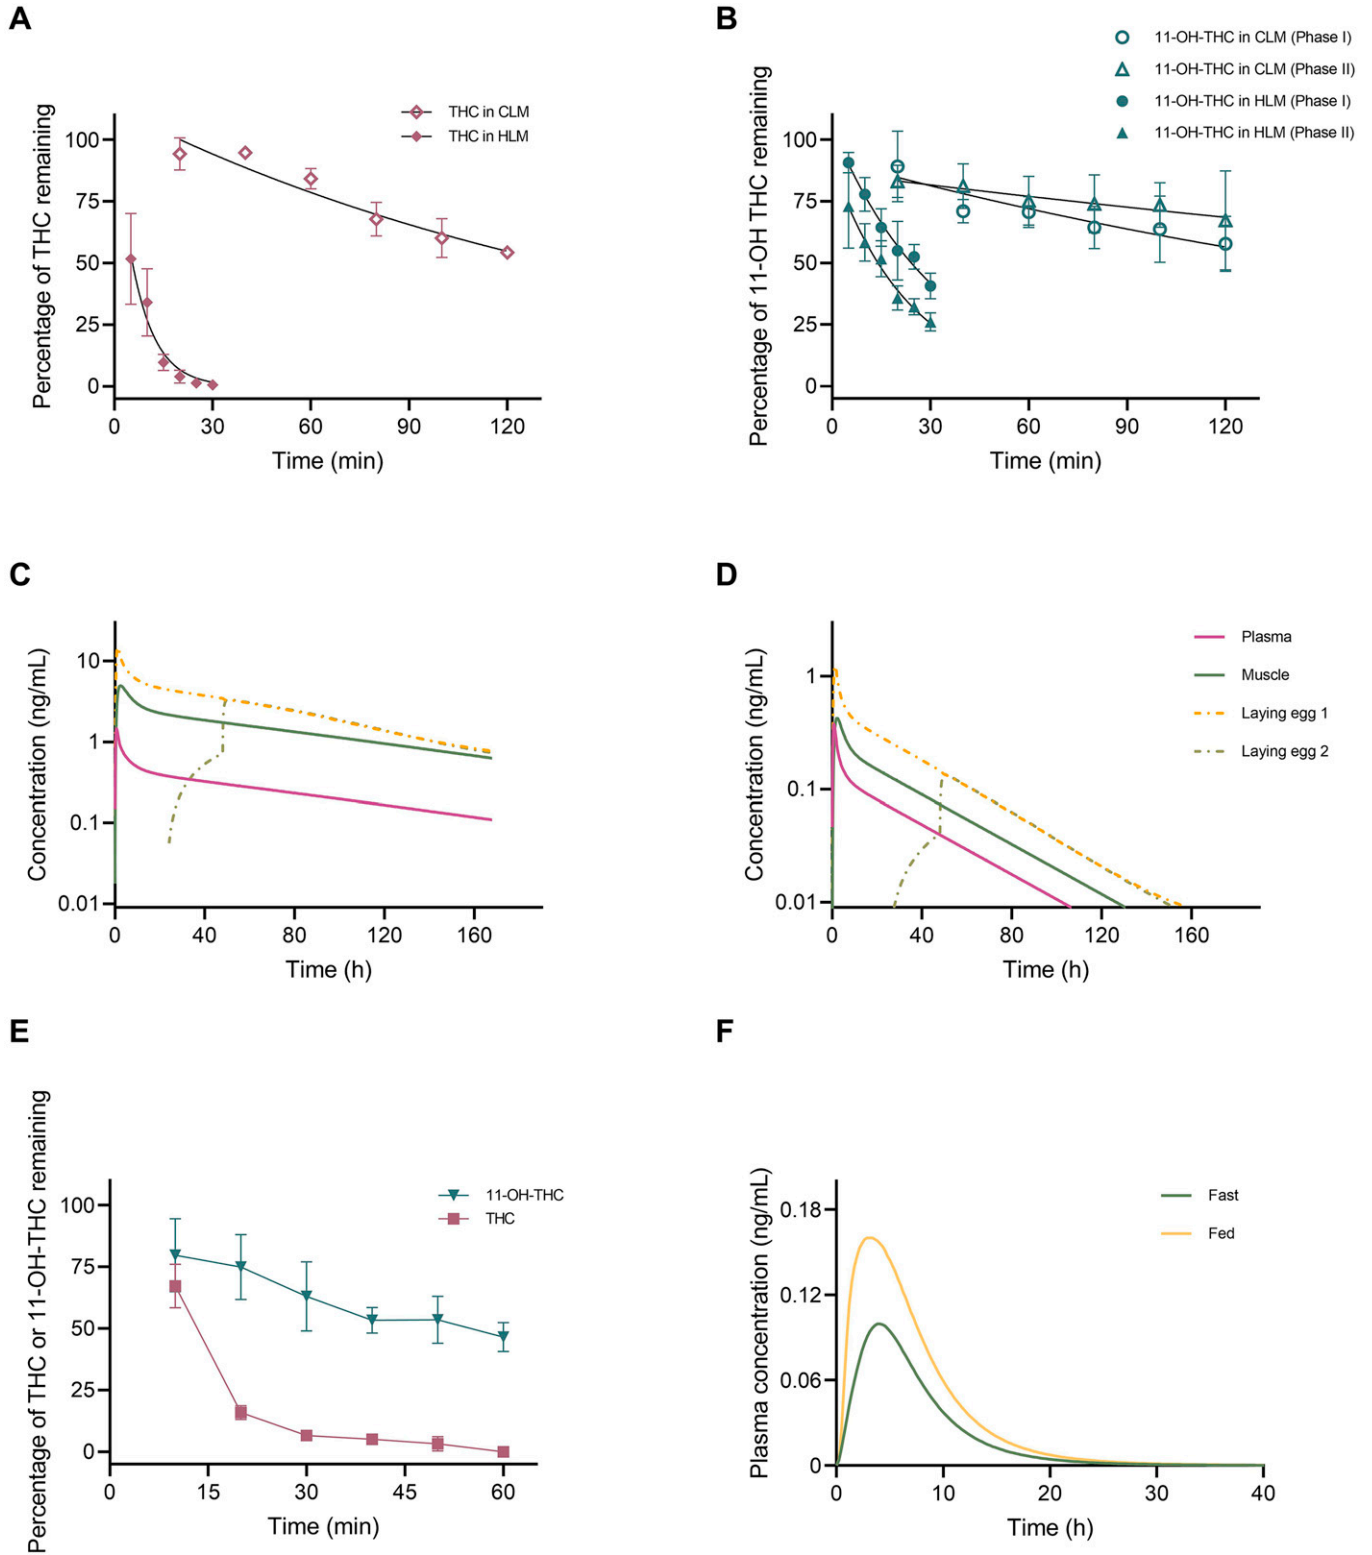 A
Percentage of THC remaining
100
75
50
25
0
0 30 60 90 120
Time (min)
THC in CLM
THC in HLM
B
Percentage of 11-OH THC remaining
100
75
50
25
0
0 30 60 90 120
Time (min)
11-OH-THC in CLM (Phase I)
11-OH-THC in CLM (Phase II)
11-OH-THC in HLM (Phase I)
11-OH-THC in HLM (Phase II)
C
Concentration (ng/mL)
10
1
0.1
0.01
0 40 80 120 160
Time (h)
D
Concentration (ng/mL)
1
0.1
0.01
0 40 80 120 160
Time (h)
Plasma
Muscle
Laying egg 1
Laying egg 2
E
Percentage of THC or 11-OH-THC remaining
100
75
50
25
0
0 15 30 45 60
Time (min)
11-OH-THC
THC
F
Plasma concentration (ng/mL)
0.18
0.12
0.06
0
0 10 20 30 40
Time (h)
Fast
Fed